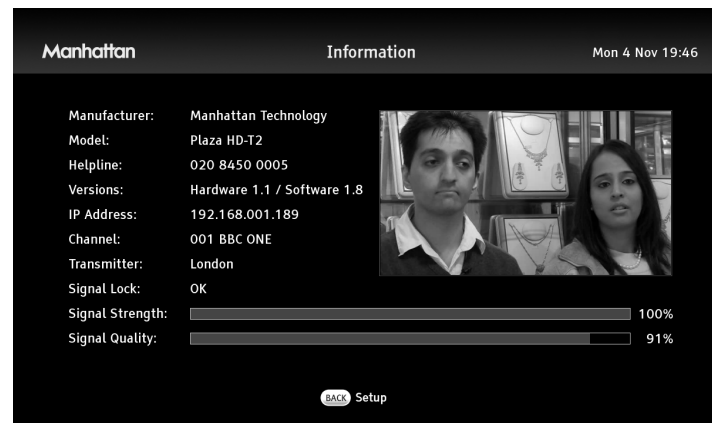 Manhattan
Information
Mon 4 Nov 19:46
Manufacturer: Manhattan Technology
Model: Plaza HD-T2
Helpline: 020 8450 0005
Versions: Hardware 1.1 / Software 1.8
IP Address: 192.168.001.189
Channel: 001 BBC ONE
Transmitter: London
Signal Lock: OK
Signal Strength: 100%
Signal Quality: 91%
BACK Setup